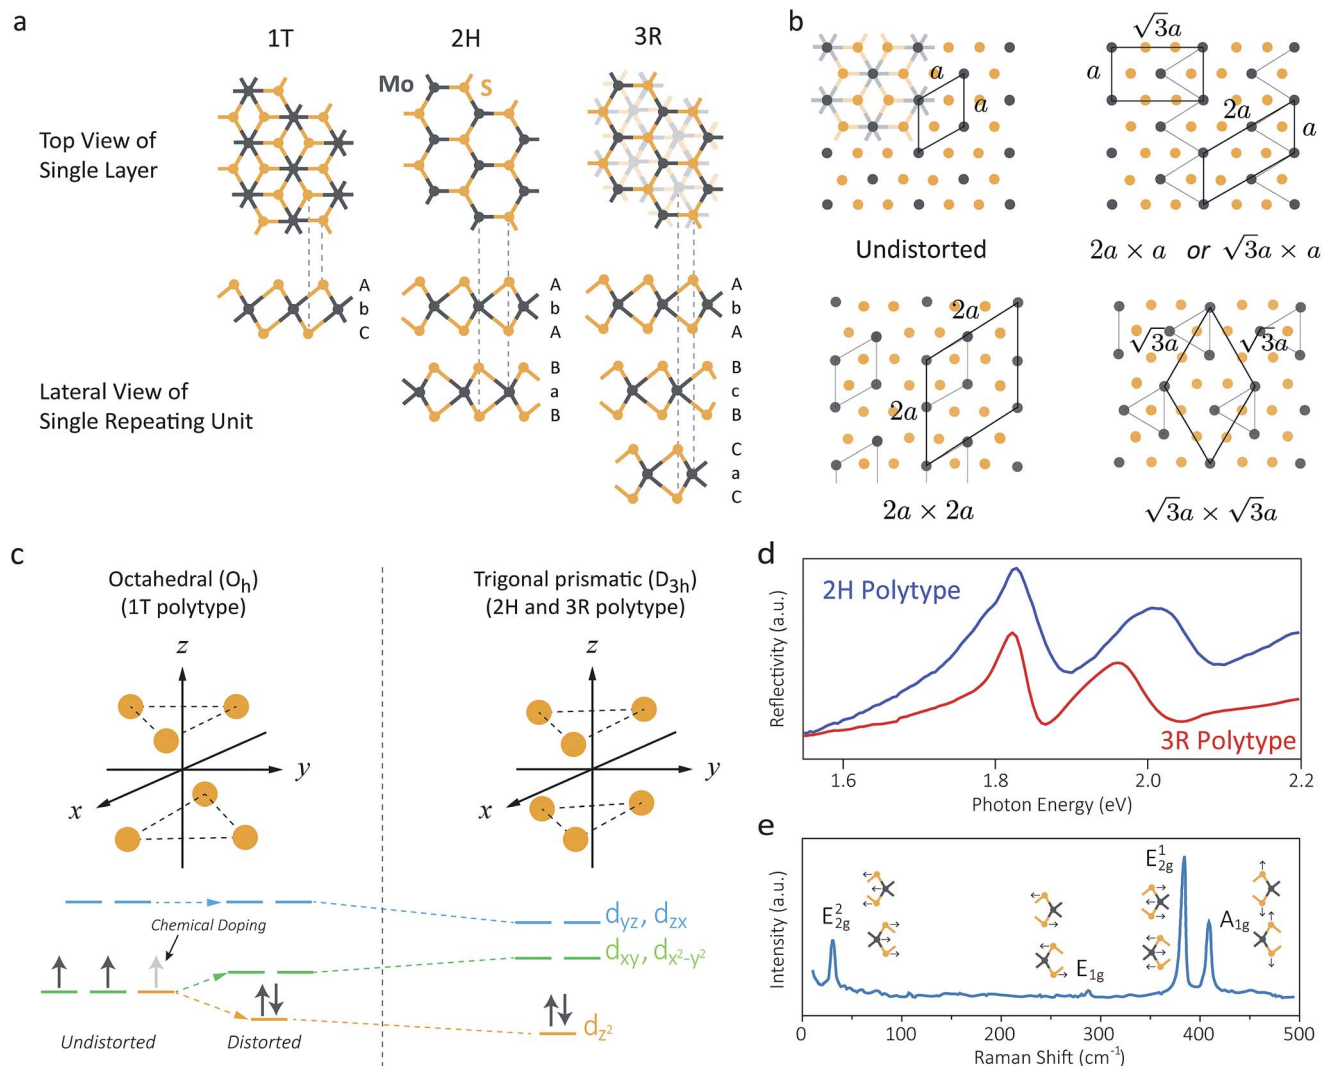 a
1T
2H
3R
Mo
S
Top View of
Single Layer
A
b
C
A
b
A
A
b
A
Lateral View of
Single Repeating Unit
B
a
B
B
c
B
C
a
C
b
a
a
√3a
a
2a
a
Undistorted
2a × a or √3a × a
2a
2a
√3a
√3a
2a × 2a
√3a × √3a
c
Octahedral (Oh)
(1T polytype)
Trigonal prismatic (D3h)
(2H and 3R polytype)
z
y
x
z
y
x
Chemical Doping
dyz, dzx
dxy, dx²-y²
dz²
Undistorted
Distorted
d
2H Polytype
3R Polytype
Reflectivity (a.u.)
1.6
1.8
2.0
2.2
Photon Energy (eV)
e
E²2g
E1g
E¹2g
A1g
Intensity (a.u.)
0
100
200
300
400
500
Raman Shift (cm⁻¹)